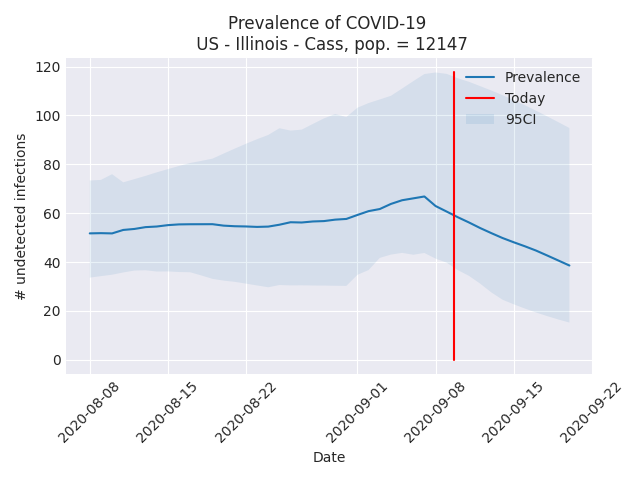 Prevalence of COVID-19
US - Illinois - Cass, pop. = 12147
120
100
80
60
40
20
0
# undetected infections
Prevalence
Today
95CI
2020-08-08
2020-08-15
2020-08-22
2020-09-01
2020-09-08
2020-09-15
2020-09-22
Date